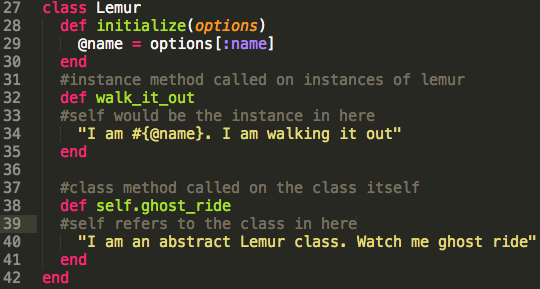 27 class Lemur
28   def initialize(options)
29     @name = options[:name]
30   end
31   #instance method called on instances of lemur
32   def walk_it_out
33   #self would be the instance in here
34     "I am #{@name}. I am walking it out"
35   end
36
37   #class method called on the class itself
38   def self.ghost_ride
39   #self refers to the class in here
40     "I am an abstract Lemur class. Watch me ghost ride"
41   end
42 end